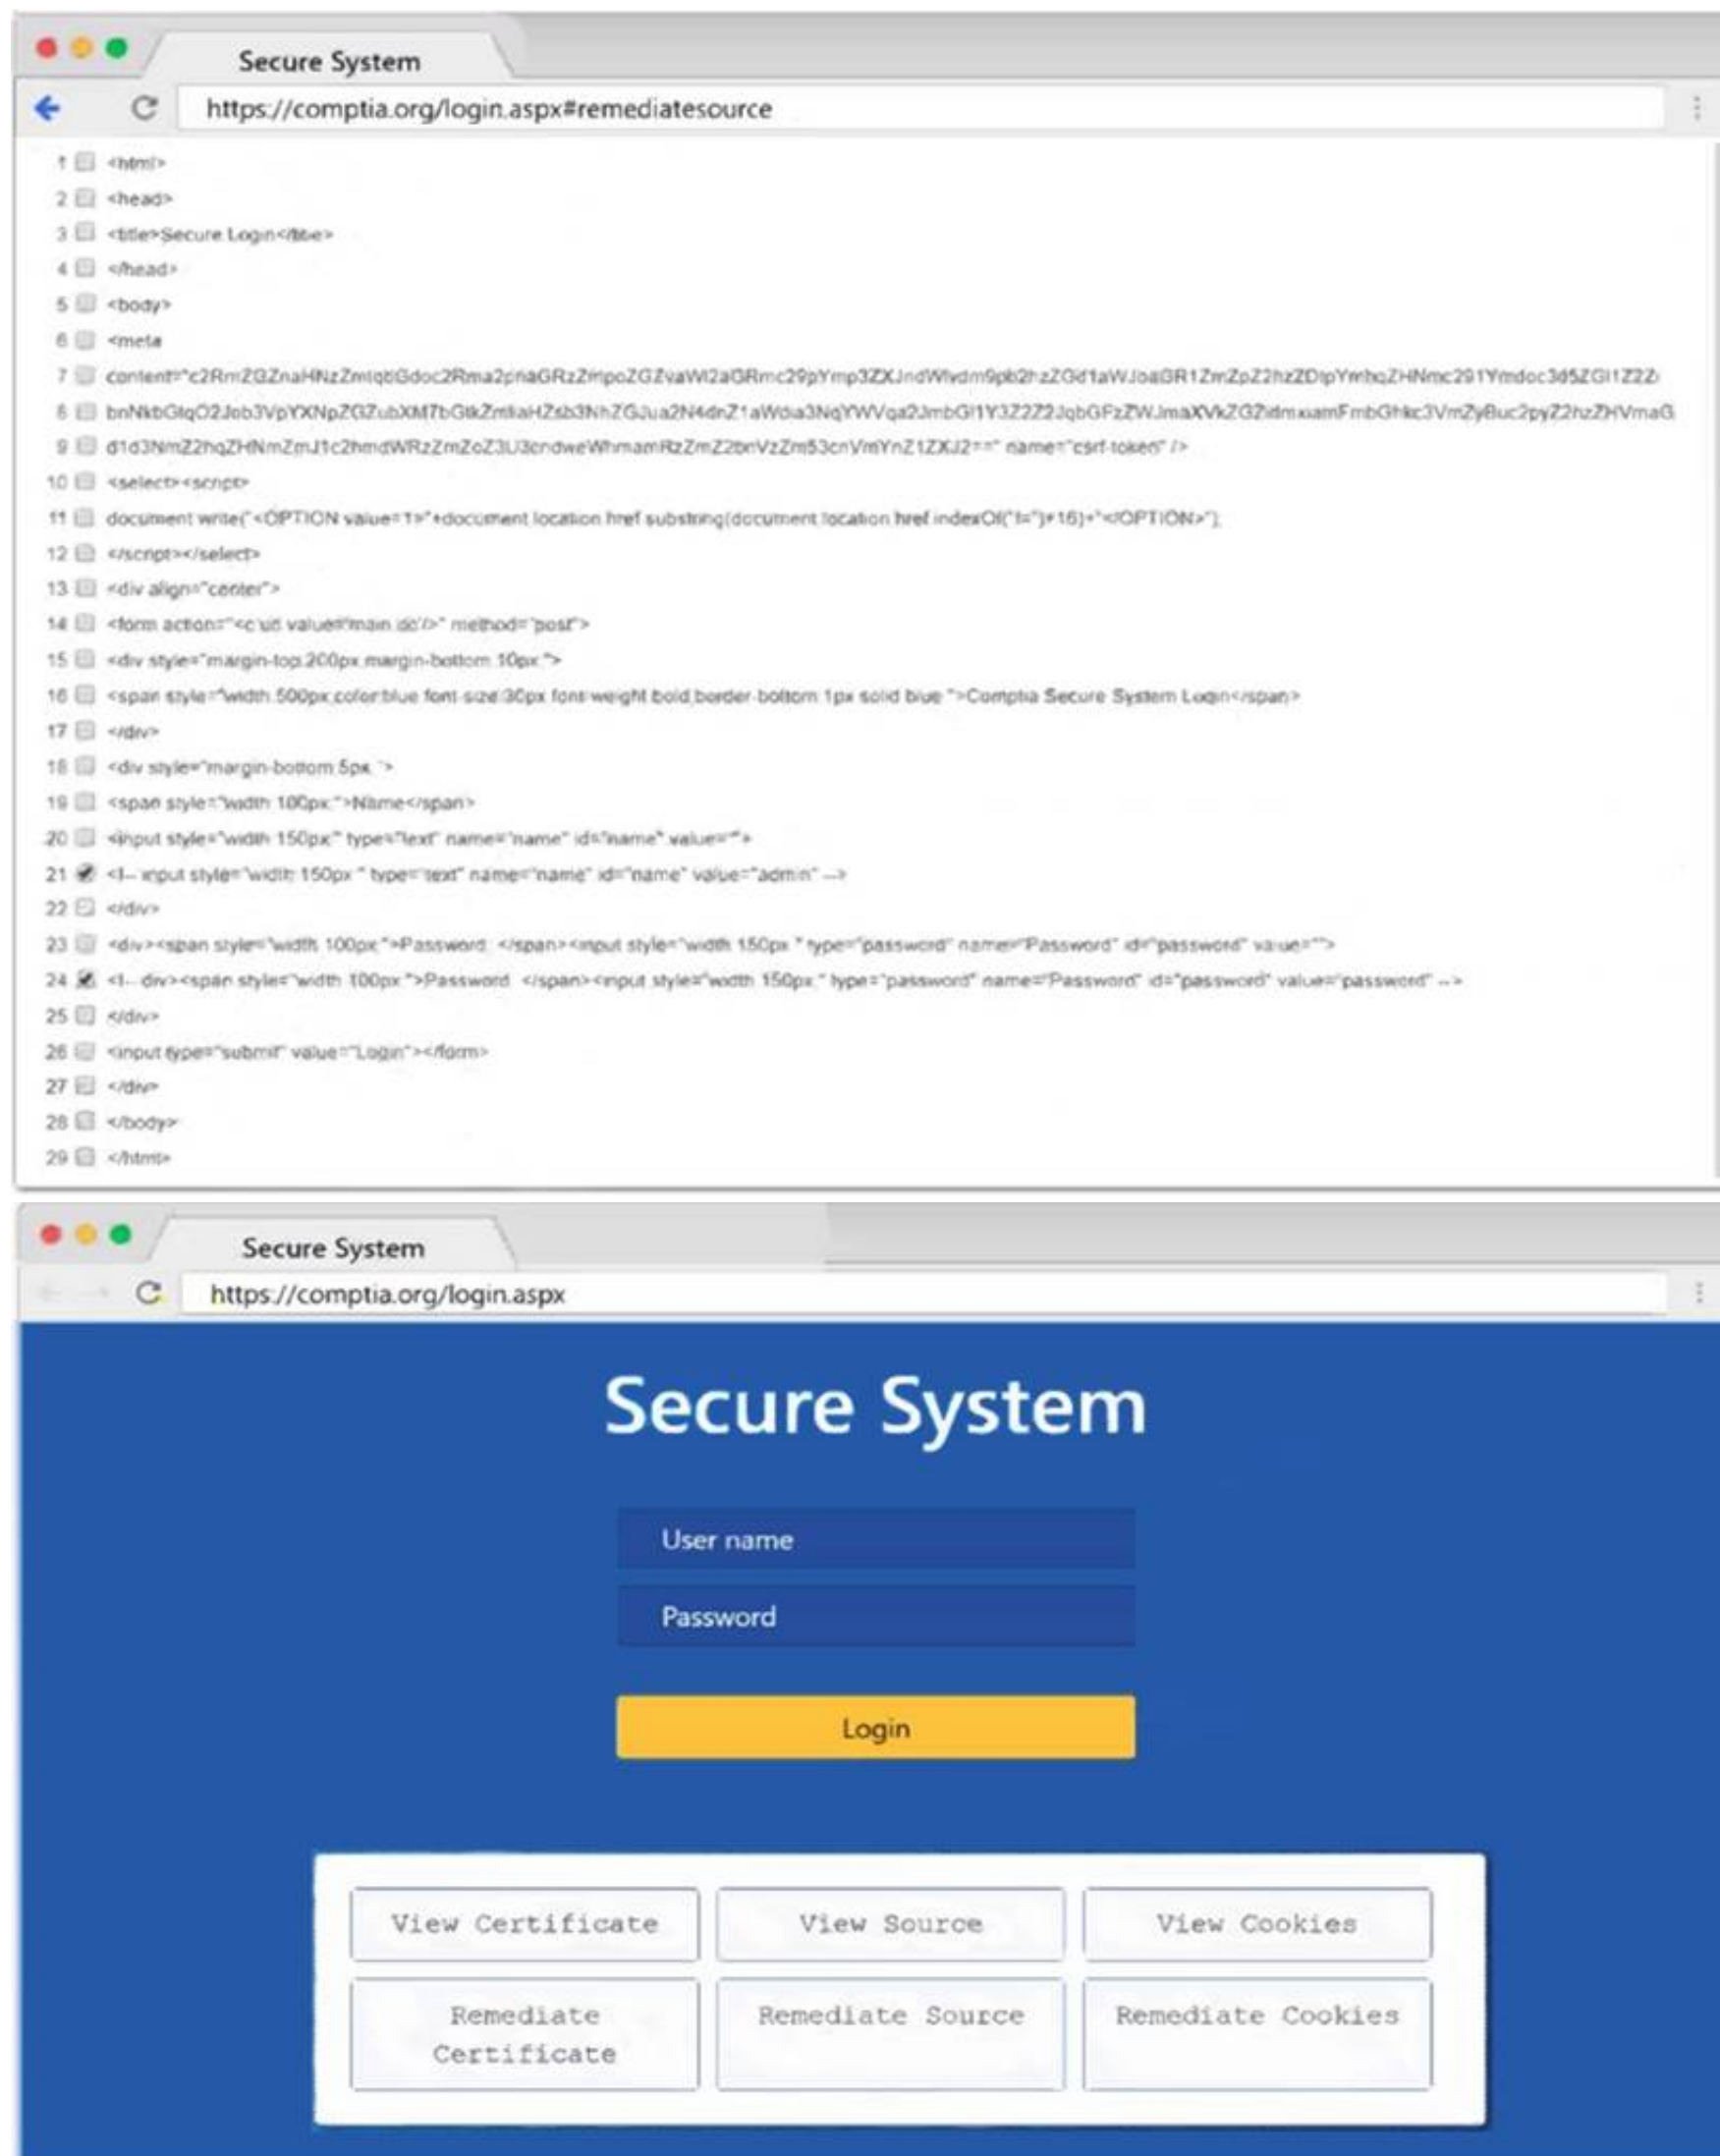 Secure System
https://comptia.org/login.aspx#remediatesource
1 <html>
2 <head>
3 <title>Secure Login</title>
4 </head>
5 <body>
6 <meta
7 content=
8
9 name="csrf-token" />
10 <select><script>
11 document.write("<OPTION value=1>"+document.location.href.substring(document.location.href.indexOf( +16)+"</OPTION>");
12 </script></select>
13 <div align="center">
14 <form action= method="post">
15 <div style="margin-top:200px;margin-bottom:10px;">
16 <span style="width:500px;color:blue;font-size:30px;font-weight:bold;border-bottom:1px solid blue;">Comptia Secure System Login</span>
17 </div>
18 <div style="margin-bottom:5px;">
19 <span style="width:100px;">Name</span>
20 <input style="width:150px;" type="text" name="name" id="name" value="">
21 <!-- input style="width:150px;" type="text" name="name" id="name" value="admin" -->
22 </div>
23 <div><span style="width:100px;">Password: </span><input style="width:150px;" type="password" name="Password" id="password" value="">
24 <!-- div><span style="width:100px;">Password: </span><input style="width:150px;" type="password" name="Password" id="password" value="password" -->
25 </div>
26 <input type="submit" value="Login"></form>
27 </div>
28 </body>
29 </html>
Secure System
https://comptia.org/login.aspx
Secure System
User name
Password
Login
View Certificate
View Source
View Cookies
Remediate
Certificate
Remediate Source
Remediate Cookies